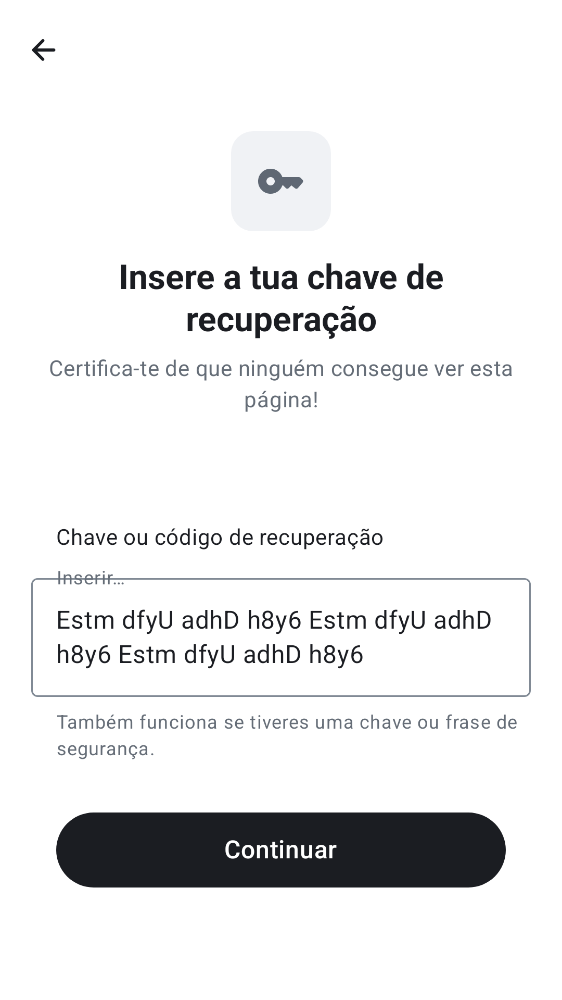 Insere a tua chave de
recuperação
Certifica-te de que ninguém consegue ver esta
página!
Chave ou código de recuperação
Inserir…
Estm dfyU adhD h8y6 Estm dfyU adhD
h8y6 Estm dfyU adhD h8y6
Também funciona se tiveres uma chave ou frase de
segurança.
Continuar